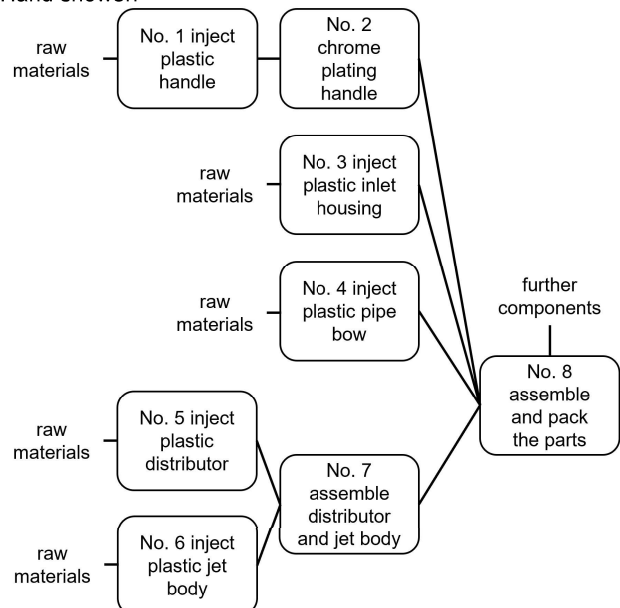 raw
materials
No. 1 inject
plastic
handle
No. 2
chrome
plating
handle
raw
materials
No. 3 inject
plastic inlet
housing
raw
materials
No. 4 inject
plastic pipe
bow
further
components
No. 8
assemble
and pack
the parts
raw
materials
No. 5 inject
plastic
distributor
No. 7
assemble
distributor
and jet body
raw
materials
No. 6 inject
plastic jet
body